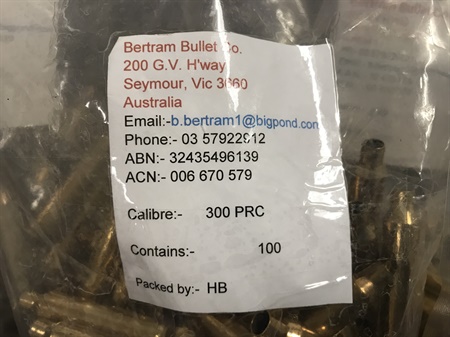 Bertram Bullet Co.
200 G.V. H'way
Seymour, Vic 3660
Australia
Email:-b.bertram1@bigpond.com
Phone:- 03 57922912
ABN:- 32435496139
ACN:- 006 670 579
Calibre:- 300 PRC
Contains:- 100
Packed by:- HB